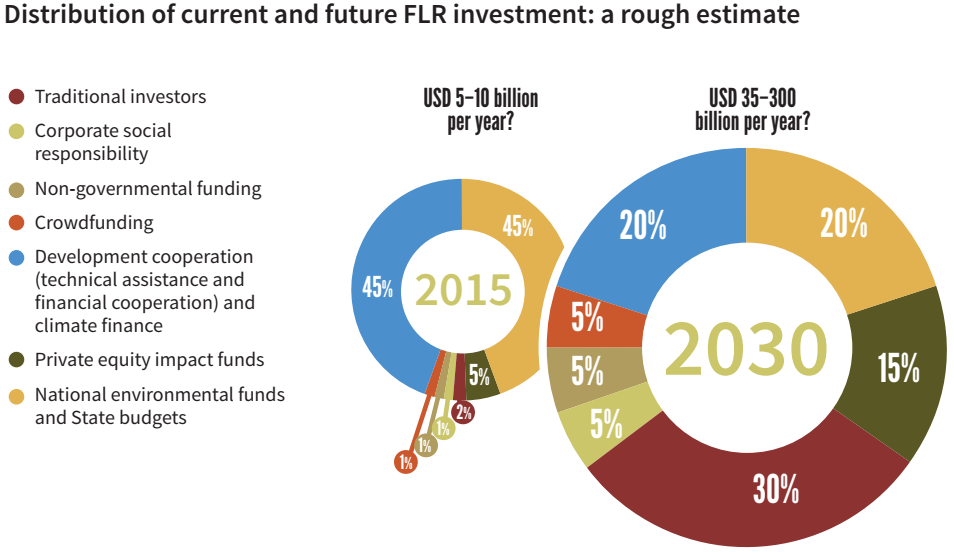 Distribution of current and future FLR investment: a rough estimate
Traditional investors
Corporate social
responsibility
Non-governmental funding
Crowdfunding
Development cooperation
(technical assistance and
financial cooperation) and
climate finance
Private equity impact funds
National environmental funds
and State budgets
USD 5–10 billion
per year?
45%
45%
2015
5%
2%
1%
1%
1%
USD 35–300
billion per year?
20%
20%
5%
2030
5%
15%
5%
30%